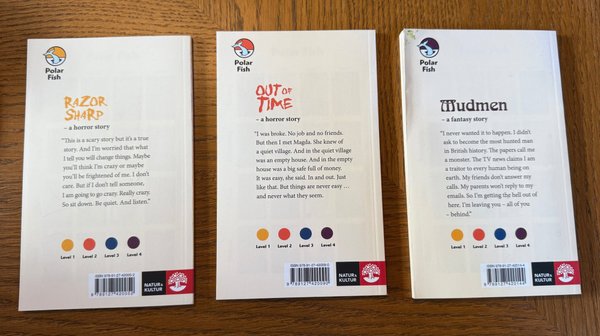 Polar
Fish
RAZOR
SHARP
– a horror story
"This is a scary story but it's a true
story. And I'm worried that what
I tell you will change things. Maybe
you'll think I'm crazy or maybe
you'll be frightened of me. I don't
care. But if I don't tell someone,
I am going to go crazy. Really crazy.
So sit down. Be quiet. And listen."
Level 1
Level 2
Level 3
Level 4
NATUR &
KULTUR
Polar
Fish
OUT OF
TIME
– a horror story
"I was broke. No job and no friends.
But then I met Magda. She knew of
a quiet village. And in the quiet village
was an empty house. And in the empty
house was a big safe full of money.
It was easy, she said. In and out. Just
like that. But things are never easy …
and never what they seem.
Level 1
Level 2
Level 3
Level 4
NATUR &
KULTUR
Polar
Fish
Mudmen
– a fantasy story
"I never wanted it to happen. I didn't
ask to become the most hunted man
in British history. The papers call me
a monster. The TV news claims I am
a traitor to every human being on
earth. My friends don't answer my
calls. My parents won't reply to my
emails. So I'm getting the bell out of
here. I'm leaving you – all of you
– behind."
Level 1
Level 2
Level 3
Level 4
NATUR &
KULTUR